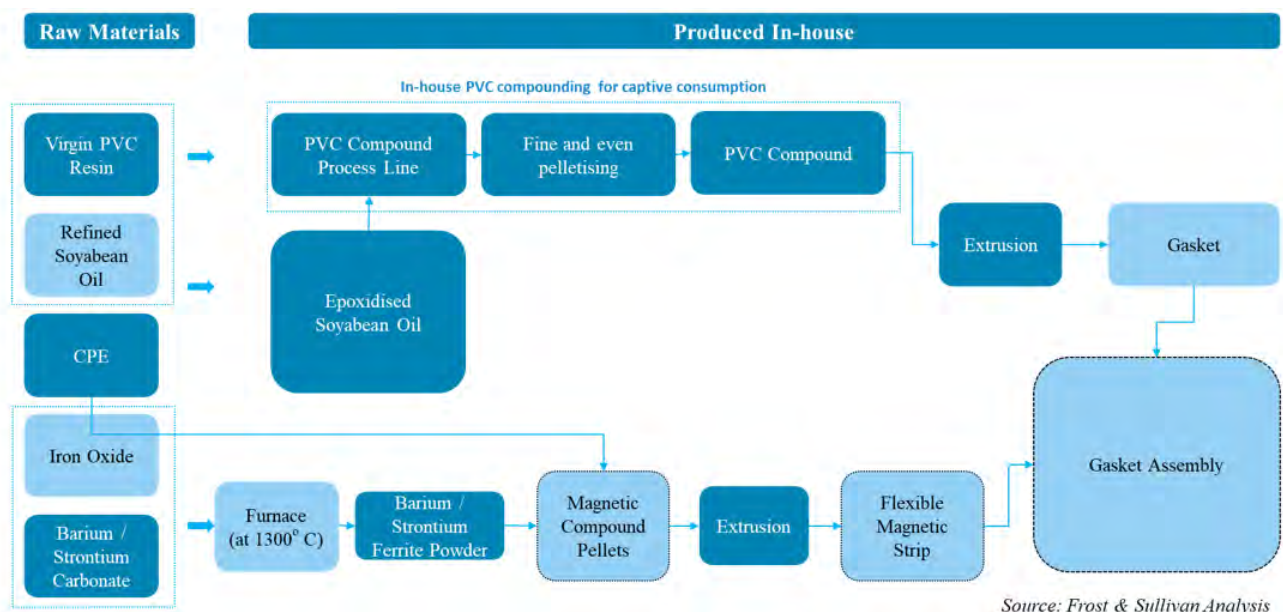 Raw Materials
Produced In-house
In-house PVC compounding for captive consumption
Virgin PVC
Resin
PVC Compound
Process Line
Fine and even
pelletising
PVC Compound
Refined
Soyabean
Oil
Epoxidised
Soyabean Oil
Extrusion
Gasket
CPE
Iron Oxide
Barium /
Strontium
Carbonate
Furnace
(at 1300° C)
Barium /
Strontium
Ferrite Powder
Magnetic
Compound
Pellets
Extrusion
Flexible
Magnetic
Strip
Gasket Assembly
Source: Frost & Sullivan Analysis